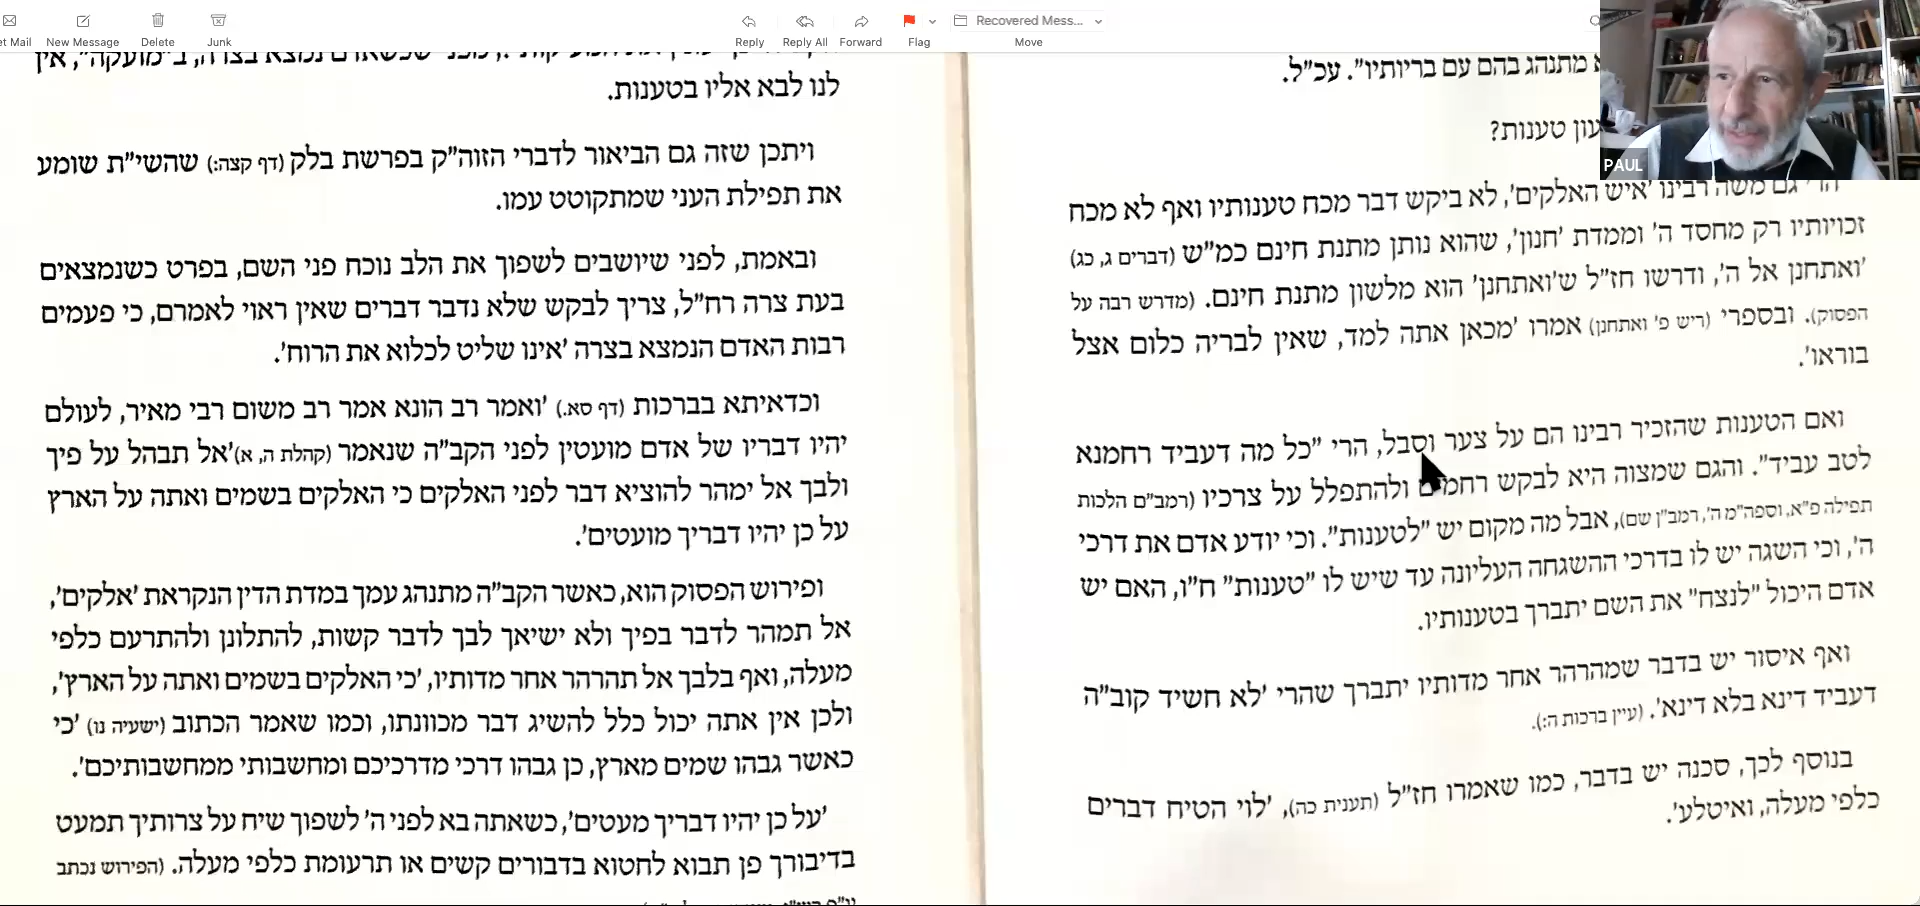 Get Mail New Message Delete Junk Reply Reply All Forward Flag Recovered Mess... Move
PAUL
א מתנהג בהם עם בריותיו". עכ"ל.
טענות?
הרי גם משה רבינו 'איש האלקים', לא ביקש דבר מכח טענותיו ואף לא מכח
זכויותיו רק מחסד ה' וממדת 'חנון', שהוא נותן מתנת חינם כמ"ש (דברים ג, כג)
'ואתחנן אל ה', ודרשו חז"ל ש'ואתחנן' הוא מלשון מתנת חינם. (מדרש רבה על
הפסוק). ובספרי (ריש פ' ואתחנן) אמרו 'מכאן אתה למד, שאין לבריה כלום אצל
בוראו'.
ואם הטענות שהזכיר רבינו הם על צער וסבל, הרי "כל מה דעביד רחמנא
לטב עביד". והגם שמצוה היא לבקש רחמים ולהתפלל על צרכיו (רמב"ם הלכות
תפילה פ"א, וספה"מ ה', רמב"ן שם), אבל מה מקום יש "לטענות". וכי יודע אדם את דרכי
ה', וכי השגה יש לו בדרכי ההשגחה העליונה עד שיש לו "טענות" ח"ו, האם יש
אדם היכול "לנצח" את השם יתברך בטענותיו.
ואף איסור יש בדבר שמהרהר אחר מדותיו יתברך שהרי 'לא חשיד קוב"ה
דעביד דינא בלא דינא'. (עיין ברכות ה:).
בנוסף לכך, סכנה יש בדבר, כמו שאמרו חז"ל (תענית כה), 'לוי הטיח דברים
כלפי מעלה, ואיטלע'.
שכשאדם נמצא בצרה, ב"מועקה", אין
לנו לבא אליו בטענות.
ויתכן שזה גם הביאור לדברי הזוה"ק בפרשת בלק (דף קצה:) שהשי"ת שומע
את תפילת העני שמתקוטט עמו.
ובאמת, לפני שיושבים לשפוך את הלב נוכח פני השם, בפרט כשנמצאים
בעת צרה רח"ל, צריך לבקש שלא נדבר דברים שאין ראוי לאמרם, כי פעמים
רבות האדם הנמצא בצרה 'אינו שליט לכלוא את הרוח'.
וכדאיתא בברכות (דף סא.) 'ואמר רב הונא אמר רב משום רבי מאיר, לעולם
יהיו דבריו של אדם מועטין לפני הקב"ה שנאמר (קהלת ה, א) 'אל תבהל על פיך
ולבך אל ימהר להוציא דבר לפני האלקים כי האלקים בשמים ואתה על הארץ
על כן יהיו דבריך מועטים'.
ופירוש הפסוק הוא, כאשר הקב"ה מתנהג עמך במדת הדין הנקראת 'אלקים',
אל תמהר לדבר בפיך ולא ישיאך לבך לדבר קשות, להתלונן ולהתרעם כלפי
מעלה, ואף בלבך אל תהרהר אחר מדותיו, 'כי האלקים בשמים ואתה על הארץ',
ולכן אין אתה יכול כלל להשיג דבר מכוונתו, וכמו שאמר הכתוב (ישעיה נו) 'כי
כאשר גבהו שמים מארץ, כן גבהו דרכי מדרכיכם ומחשבותי ממחשבותיכם'.
'על כן יהיו דבריך מעטים', כשאתה בא לפני ה' לשפוך שיח על צרותיך תמעט
בדיבורך פן תבוא לחטוא בדבורים קשים או תרעומת כלפי מעלה. (הפירוש נכתב